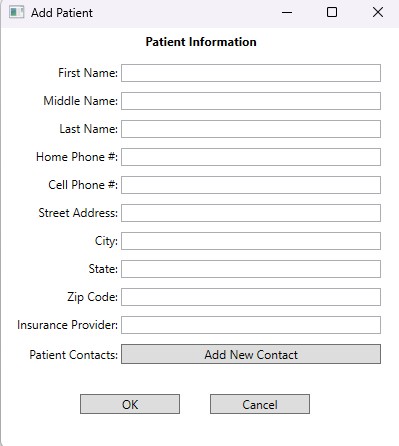 Add Patient
Patient Information
First Name:
Middle Name:
Last Name:
Home Phone #:
Cell Phone #:
Street Address:
City:
State:
Zip Code:
Insurance Provider:
Patient Contacts: Add New Contact
OK Cancel